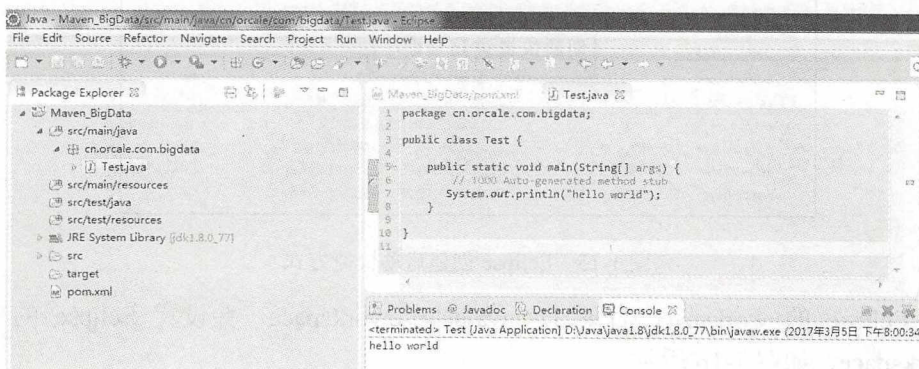 Java - Maven_BigData/src/main/java/cn/orcale/com/bigdata/Test.java - Eclipse
File Edit Source Refactor Navigate Search Project Run Window Help
Package Explorer
Maven_BigData
src/main/java
cn.orcale.com.bigdata
Test.java
src/main/resources
src/test/java
src/test/resources
JRE System Library [jdk1.8.0_77]
src
target
pom.xml
Maven_BigData/pom.xml Test.java
1 package cn.orcale.com.bigdata;
2
3 public class Test {
4
5 public static void main(String[] args) {
6 // TODO Auto-generated method stub
7 System.out.println("hello world");
8 }
9
10 }
11
Problems @ Javadoc Declaration Console
<terminated> Test [Java Application] D:\Java\java1.8\jdk1.8.0_77\bin\javaw.exe (2017年3月5日 下午8:00:34
hello world